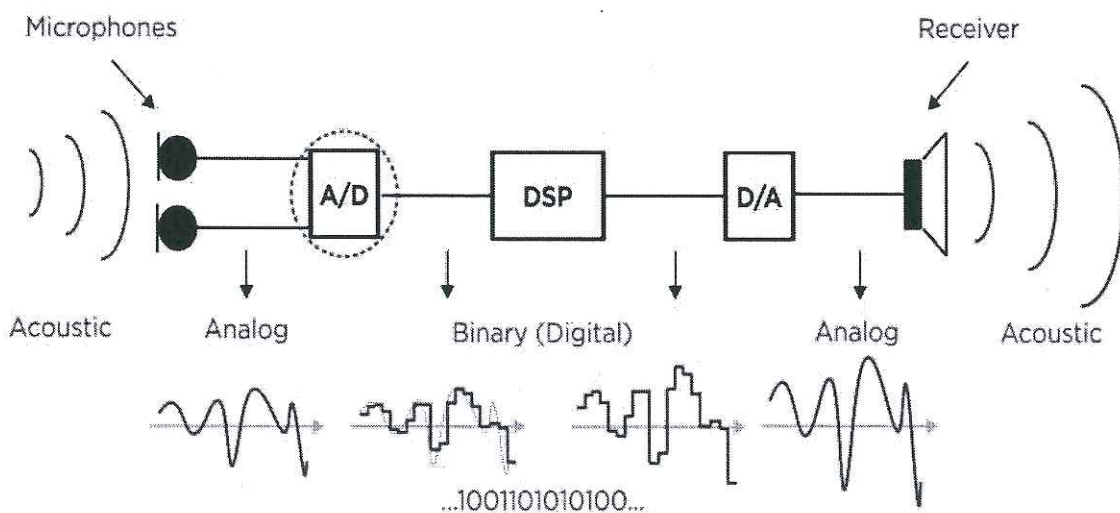 Microphones
Receiver
A/D
DSP
D/A
Acoustic
Analog
Binary (Digital)
Analog
Acoustic
...1001101010100...